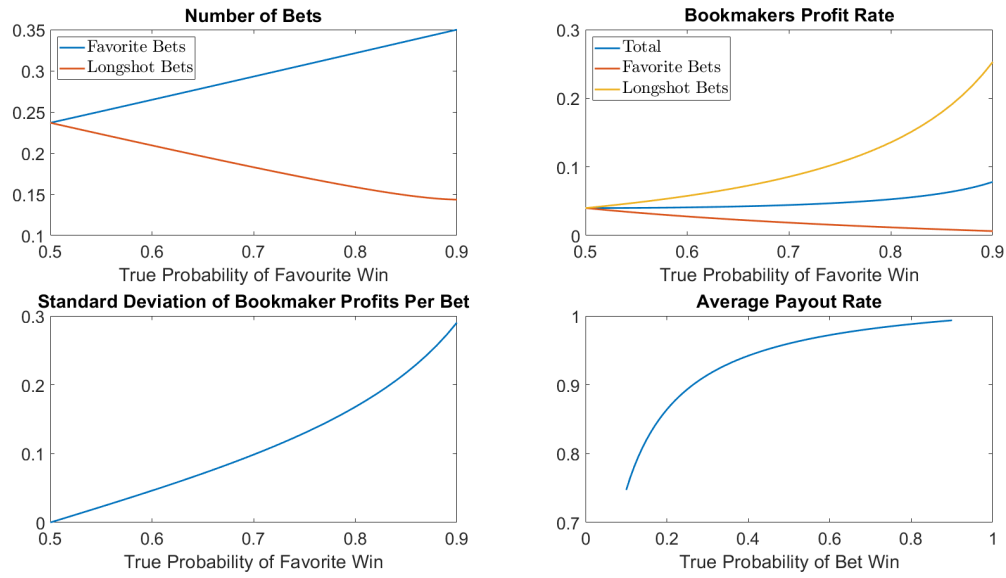 Number of Bets
0.35
0.3
0.25
0.2
0.15
0.1
Favorite Bets
Longshot Bets
0.5 0.6 0.7 0.8 0.9
True Probability of Favourite Win
Bookmakers Profit Rate
0.3
0.2
0.1
0
Total
Favorite Bets
Longshot Bets
0.5 0.6 0.7 0.8 0.9
True Probability of Favorite Win
Standard Deviation of Bookmaker Profits Per Bet
0.3
0.2
0.1
0
0.5 0.6 0.7 0.8 0.9
True Probability of Favorite Win
Average Payout Rate
1
0.9
0.8
0.7
0 0.2 0.4 0.6 0.8 1
True Probability of Bet Win